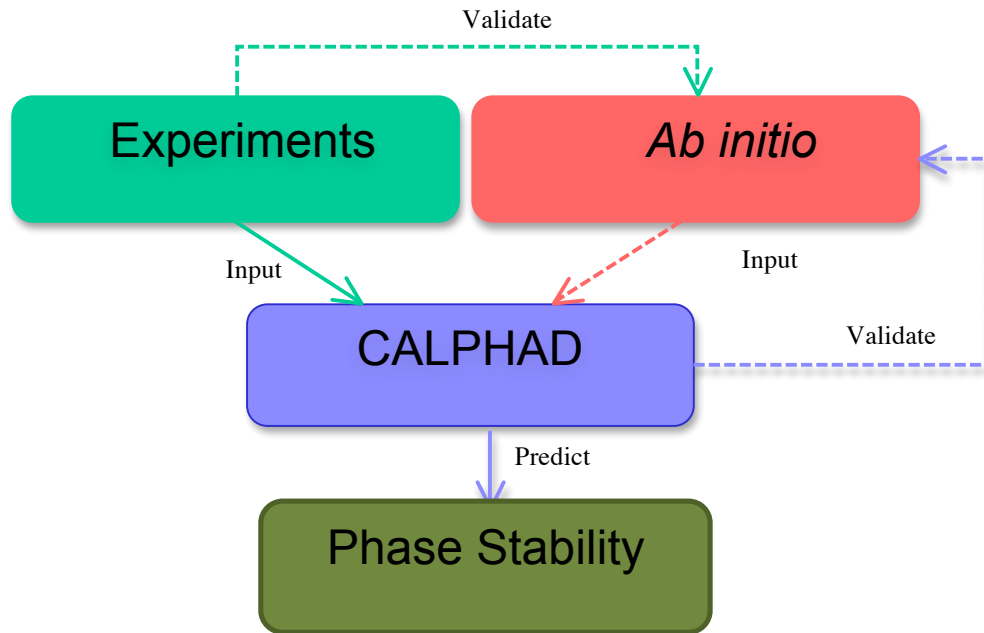 Validate
Experiments
Ab initio
Input
Input
CALPHAD
Validate
Predict
Phase Stability